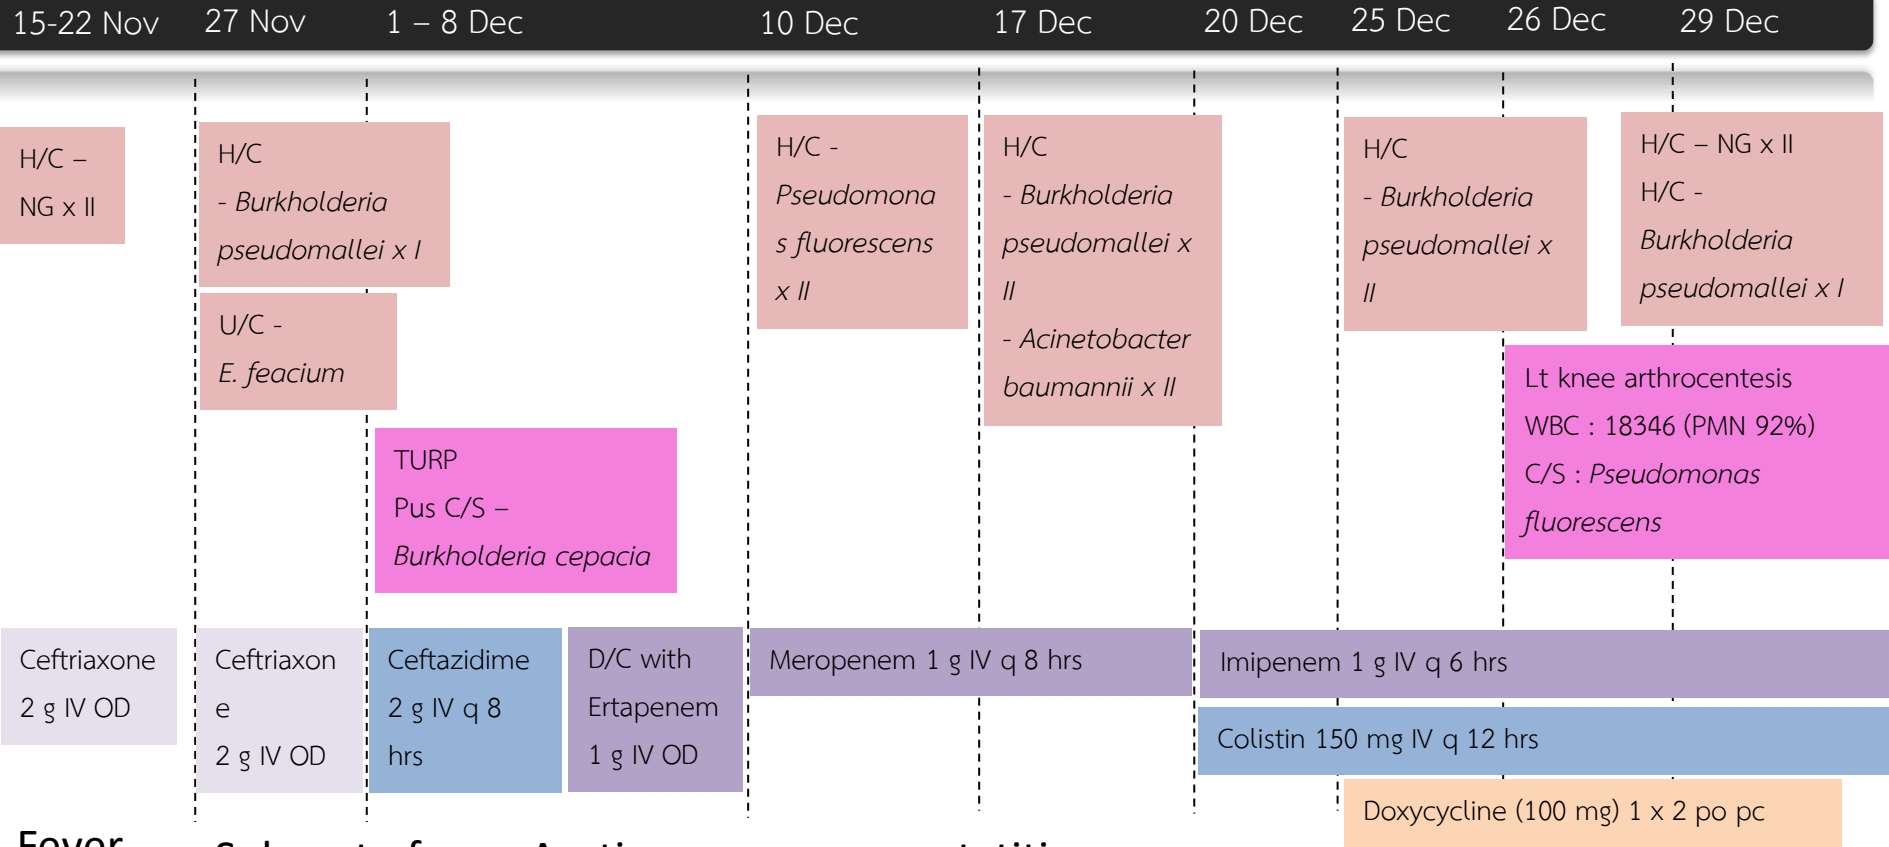 15-22 Nov
27 Nov
1 – 8 Dec
10 Dec
17 Dec
20 Dec
25 Dec
26 Dec
29 Dec
H/C –
NG x II
H/C
- Burkholderia
pseudomallei x I
U/C -
E. feacium
TURP
Pus C/S –
Burkholderia cepacia
H/C -
Pseudomona
s fluorescens
x II
H/C
- Burkholderia
pseudomallei x
II
- Acinetobacter
baumannii x II
H/C
- Burkholderia
pseudomallei x
II
H/C – NG x II
H/C -
Burkholderia
pseudomallei x I
Lt knee arthrocentesis
WBC : 18346 (PMN 92%)
C/S : Pseudomonas
fluorescens
Ceftriaxone
2 g IV OD
Ceftriaxon
e
2 g IV OD
Ceftazidime
2 g IV q 8
hrs
D/C with
Ertapenem
1 g IV OD
Meropenem 1 g IV q 8 hrs
Imipenem 1 g IV q 6 hrs
Colistin 150 mg IV q 12 hrs
Doxycycline (100 mg) 1 x 2 po pc
Fever